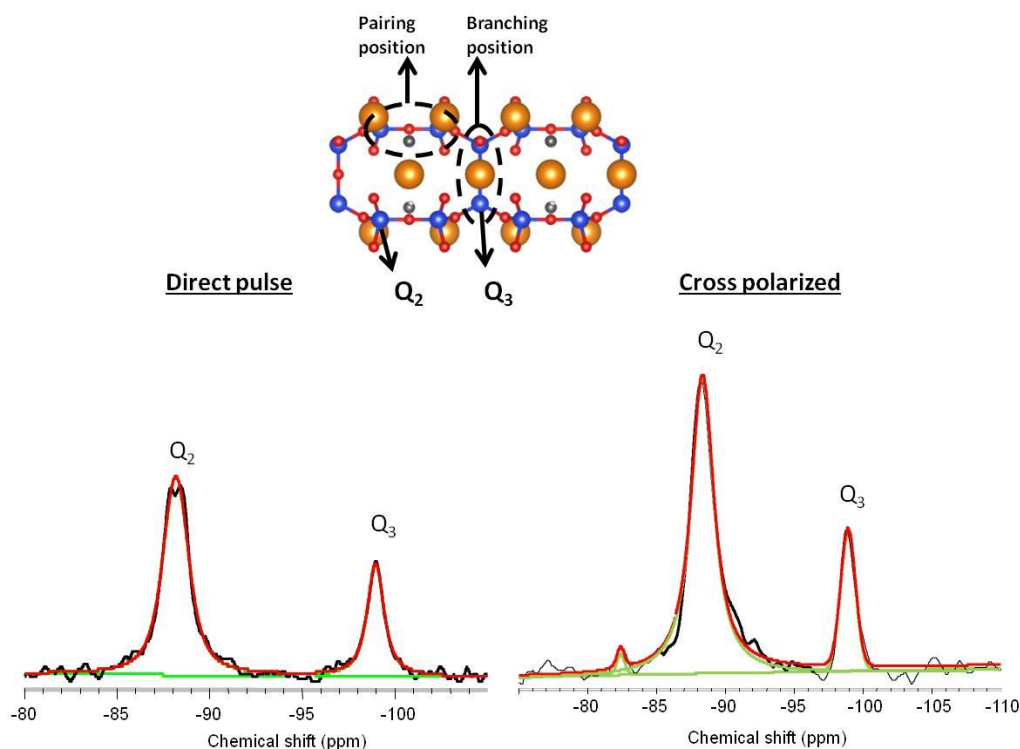 Pairing position
Branching position
Q2
Q3
Direct pulse
Cross polarized
Q2
Q3
-80 -85 -90 -95 -100
Chemical shift (ppm)
Q2
Q3
-80 -85 -90 -95 -100 -105 -110
Chemical shift (ppm)